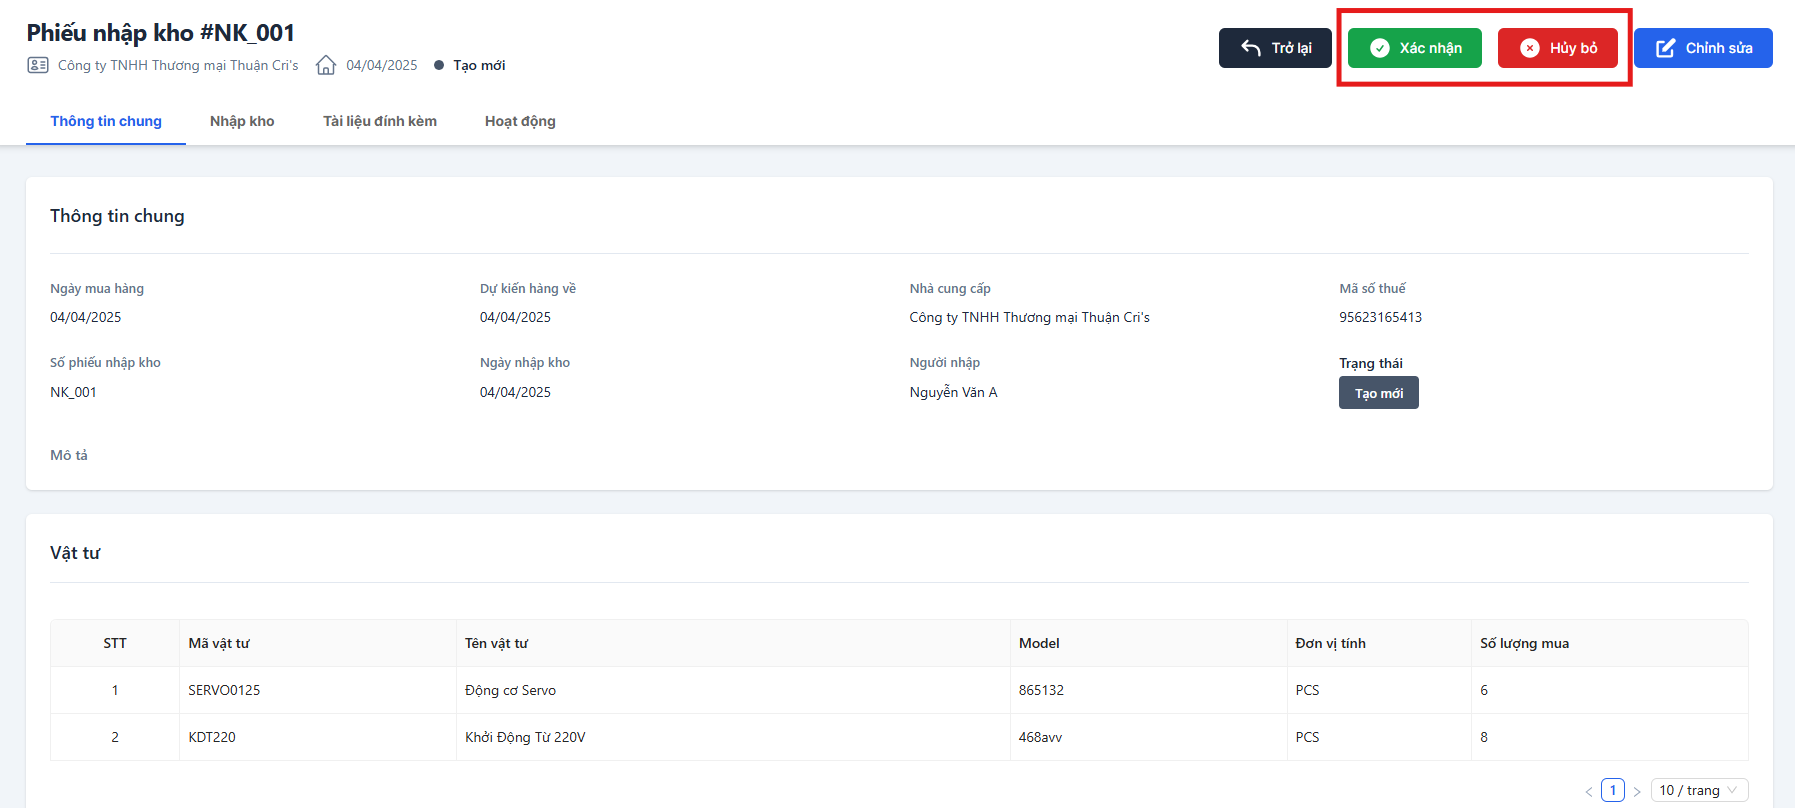 Phiếu nhập kho #NK_001
Công ty TNHH Thương mại Thuận Cri's 04/04/2025 Tạo mới
Trở lại Xác nhận Hủy bỏ Chỉnh sửa
Thông tin chung Nhập kho Tài liệu đính kèm Hoạt động
Thông tin chung
Ngày mua hàng Dự kiến hàng về Nhà cung cấp Mã số thuế
04/04/2025 04/04/2025 Công ty TNHH Thương mại Thuận Cri's 95623165413
Số phiếu nhập kho Ngày nhập kho Người nhập Trạng thái
NK_001 04/04/2025 Nguyễn Văn A Tạo mới
Mô tả
Vật tư
STT Mã vật tư Tên vật tư Model Đơn vị tính Số lượng mua
1 SERVO0125 Động cơ Servo 865132 PCS 6
2 KDT220 Khởi Động Từ 220V 468avv PCS 8
< 1 > 10 / trang